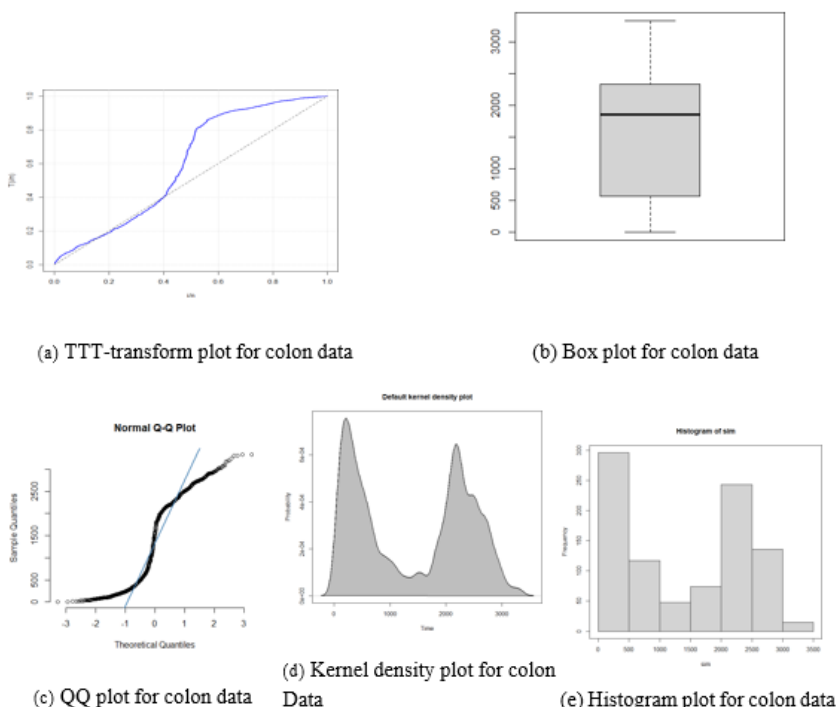 1.0
0.8
0.6
0.4
0.2
0.0
T(i/n)
0.0 0.2 0.4 0.6 0.8 1.0
i/n
(a) TTT-transform plot for colon data
3000
2000
1000
500
0
(b) Box plot for colon data
Normal Q-Q Plot
Sample Quantiles
2500
1500
500
0
-3 -2 -1 0 1 2 3
Theoretical Quantiles
(c) QQ plot for colon data
Default kernel density plot
Probability
6e-04
4e-04
2e-04
0e+00
0 1000 2000 3000
Time
(d) Kernel density plot for colon
Data
Histogram of sim
Frequency
300
250
200
150
100
50
0
0 500 1000 1500 2000 2500 3000 3500
sim
(e) Histogram plot for colon data